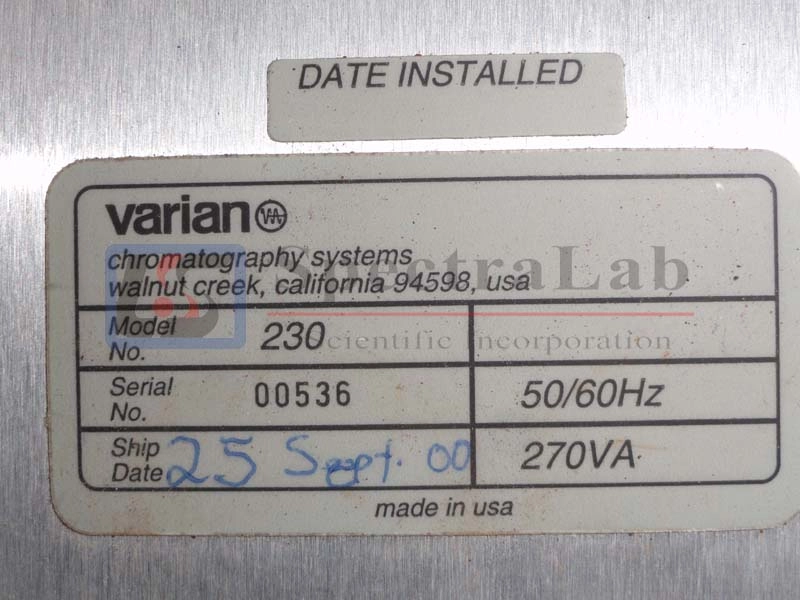 DATE INSTALLED
varian
chromatography systems
walnut creek, california 94598, usa
SpectraLab
Scientific Incorporation
Model No. 230
Serial No. 00536 50/60Hz
Ship Date 25 Sept. 00 270VA
made in usa